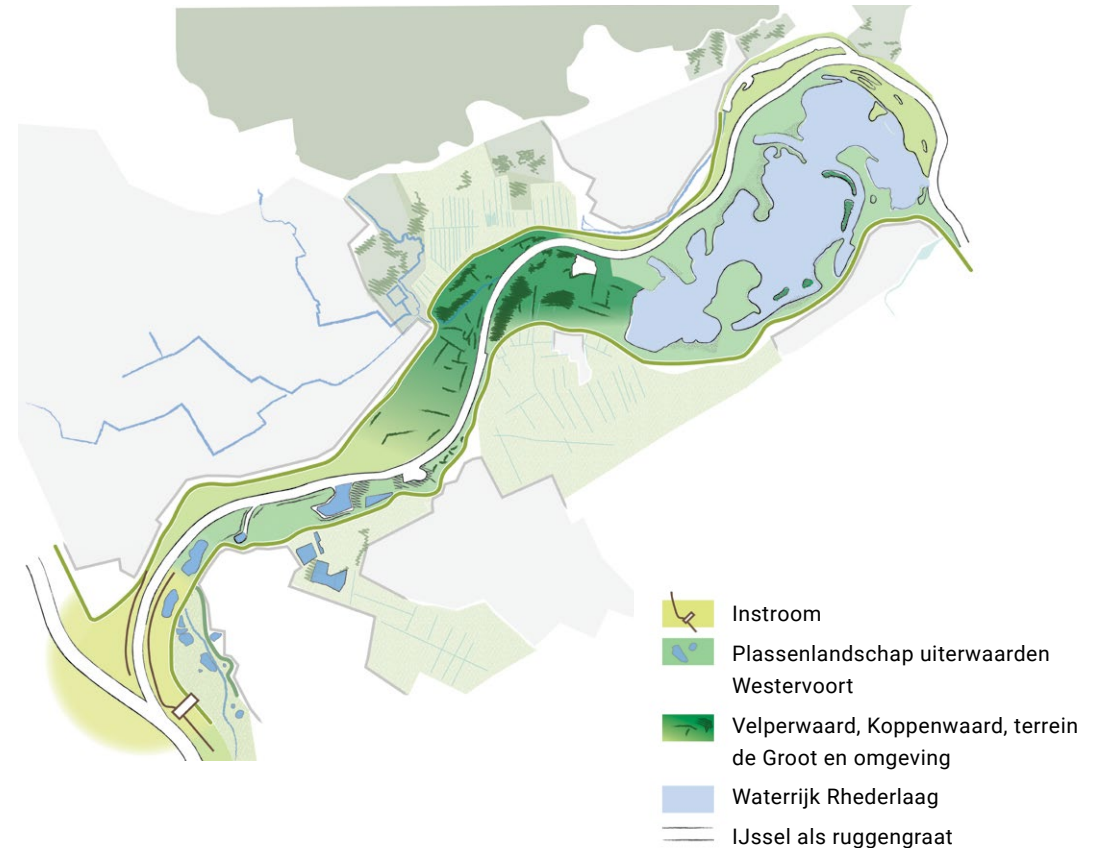 Instroom
Plassenlandschap uiterwaarden
Westervoort
Velperwaard, Koppenwaard, terrein
de Groot en omgeving
Waterrijk Rhederlaag
IJssel als ruggengraat